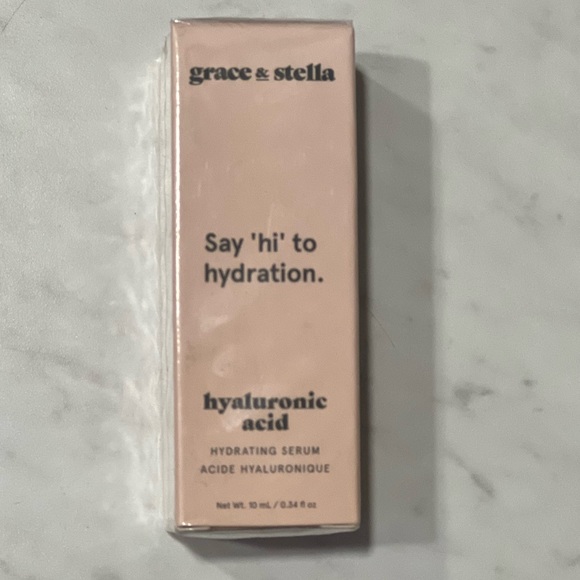 grace & stella
Say 'hi' to
hydration.
hyaluronic
acid
HYDRATING SERUM
ACIDE HYALURONIQUE
Net Wt. 10 mL / 0.34 fl oz